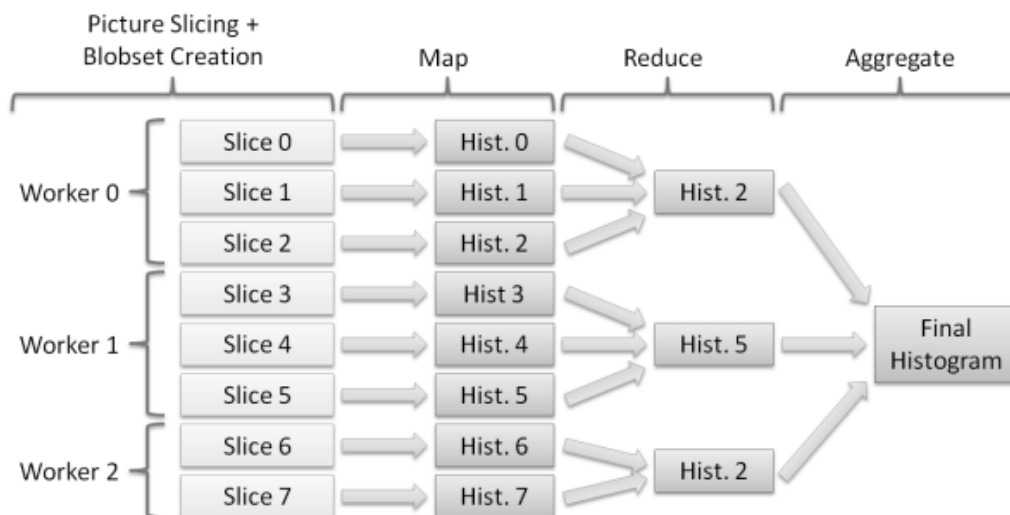 Picture Slicing +
Blobset Creation
Map
Reduce
Aggregate
Worker 0
Slice 0
Hist. 0
Slice 1
Hist. 1
Hist. 2
Slice 2
Hist. 2
Worker 1
Slice 3
Hist 3
Slice 4
Hist. 4
Hist. 5
Final
Histogram
Slice 5
Hist. 5
Worker 2
Slice 6
Hist. 6
Hist. 2
Slice 7
Hist. 7